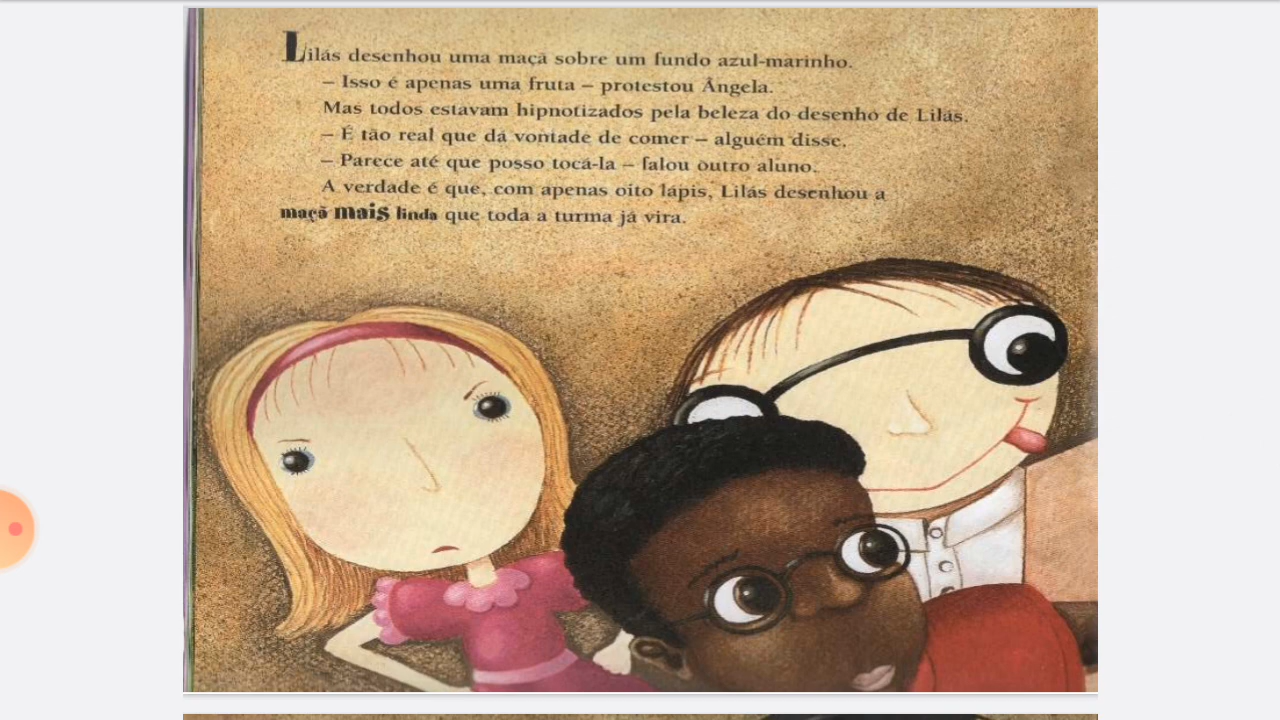 Lilás desenhou uma maçã sobre um fundo azul-marinho.
– Isso é apenas uma fruta – protestou Ângela.
Mas todos estavam hipnotizados pela beleza do desenho de Lilás.
– É tão real que dá vontade de comer – alguém disse.
– Parece até que posso tocá-la – falou outro aluno.
A verdade é que, com apenas oito lápis, Lilás desenhou a
maçã mais linda que toda a turma já vira.